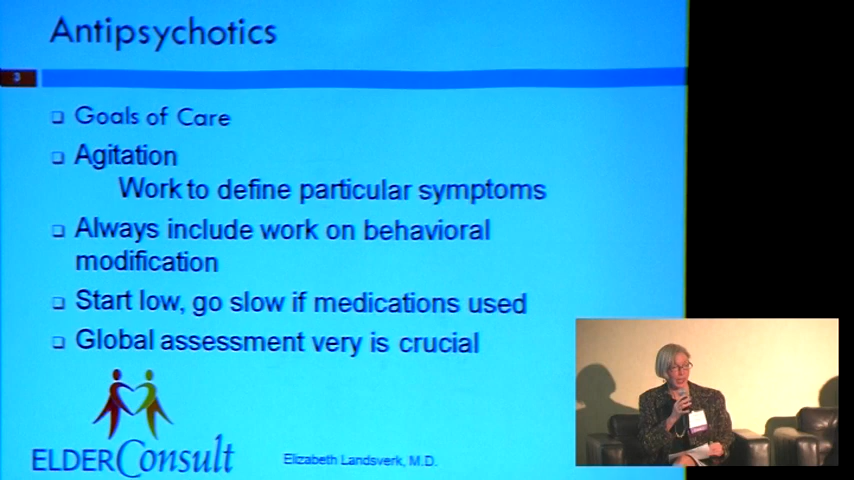 Antipsychotics
3
❑ Goals of Care
❑ Agitation
Work to define particular symptoms
❑ Always include work on behavioral
modification
❑ Start low, go slow if medications used
❑ Global assessment very is crucial
ELDERConsult
Elizabeth Landsverk, M.D.